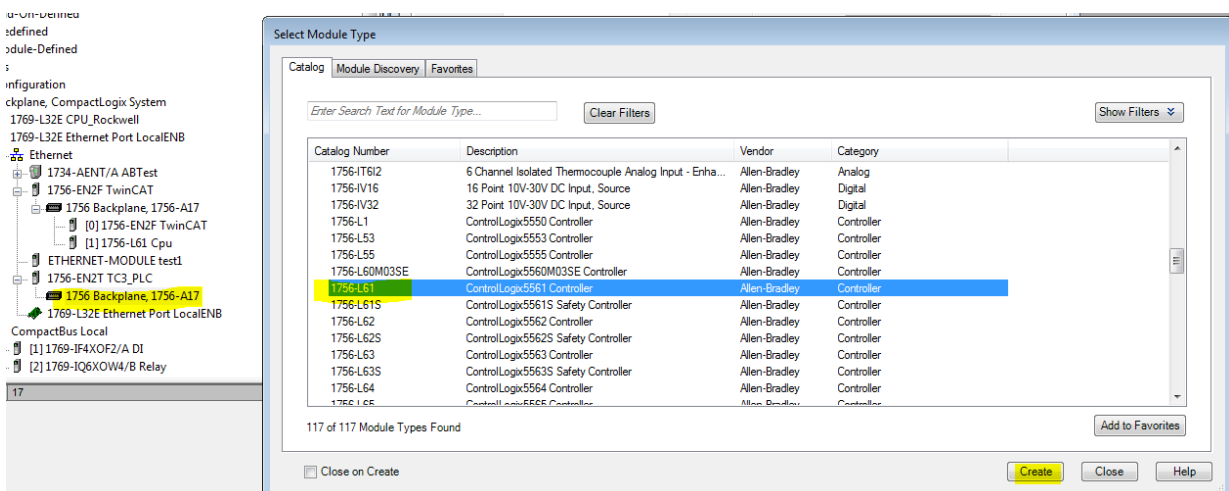 edefined
odule-Defined
s
onfiguration
ckplane, CompactLogix System
1769-L32E CPU_Rockwell
1769-L32E Ethernet Port LocalENB
Ethernet
1734-AENT/A ABTest
1756-EN2F TwinCAT
1756 Backplane, 1756-A17
[0] 1756-EN2F TwinCAT
[1] 1756-L61 Cpu
ETHERNET-MODULE test1
1756-EN2T TC3_PLC
1756 Backplane, 1756-A17
1769-L32E Ethernet Port LocalENB
CompactBus Local
[1] 1769-IF4XOF2/A DI
[2] 1769-IQ6XOW4/B Relay
17
Select Module Type
Catalog Module Discovery Favorites
Enter Search Text for Module Type... Clear Filters Show Filters
Catalog Number Description Vendor Category
1756-IT6I2 6 Channel Isolated Thermocouple Analog Input - Enha... Allen-Bradley Analog
1756-IV16 16 Point 10V-30V DC Input, Source Allen-Bradley Digital
1756-IV32 32 Point 10V-30V DC Input, Source Allen-Bradley Digital
1756-L1 ControlLogix5550 Controller Allen-Bradley Controller
1756-L53 ControlLogix5553 Controller Allen-Bradley Controller
1756-L55 ControlLogix5555 Controller Allen-Bradley Controller
1756-L60M03SE ControlLogix5560M03SE Controller Allen-Bradley Controller
1756-L61 ControlLogix5561 Controller Allen-Bradley Controller
1756-L61S ControlLogix5561S Safety Controller Allen-Bradley Controller
1756-L62 ControlLogix5562 Controller Allen-Bradley Controller
1756-L62S ControlLogix5562S Safety Controller Allen-Bradley Controller
1756-L63 ControlLogix5563 Controller Allen-Bradley Controller
1756-L63S ControlLogix5563S Safety Controller Allen-Bradley Controller
1756-L64 ControlLogix5564 Controller Allen-Bradley Controller
1756-L65 ControlLogix5565 Controller Allen-Bradley Controller
117 of 117 Module Types Found Add to Favorites
Close on Create Create Close Help